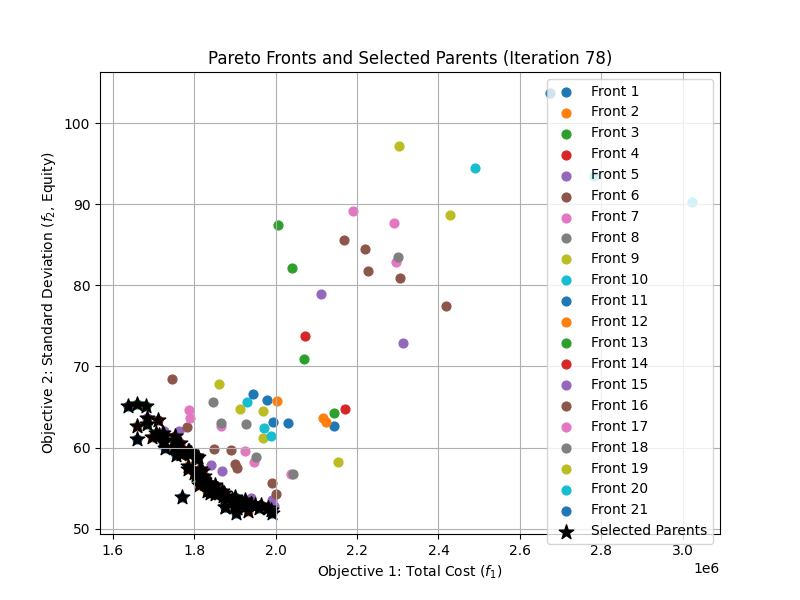 Pareto Fronts and Selected Parents (Iteration 78)
Objective 2: Standard Deviation (f₂, Equity)
100
90
80
70
60
50
1.6
1.8
2.0
2.2
2.4
2.6
2.8
3.0
1e6
Objective 1: Total Cost (f₁)
Front 1
Front 2
Front 3
Front 4
Front 5
Front 6
Front 7
Front 8
Front 9
Front 10
Front 11
Front 12
Front 13
Front 14
Front 15
Front 16
Front 17
Front 18
Front 19
Front 20
Front 21
Selected Parents